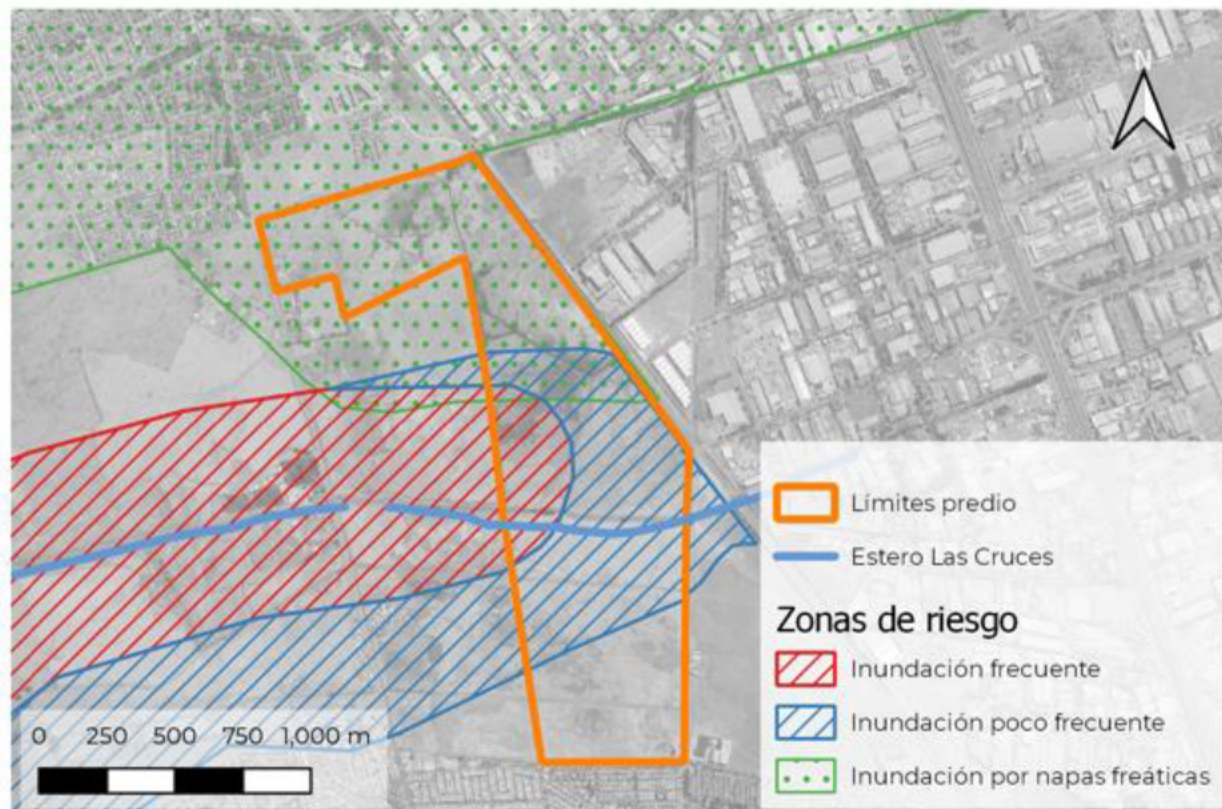 N
Límites predio
Estero Las Cruces
Zonas de riesgo
Inundación frecuente
Inundación poco frecuente
Inundación por napas freáticas
0 250 500 750 1,000 m